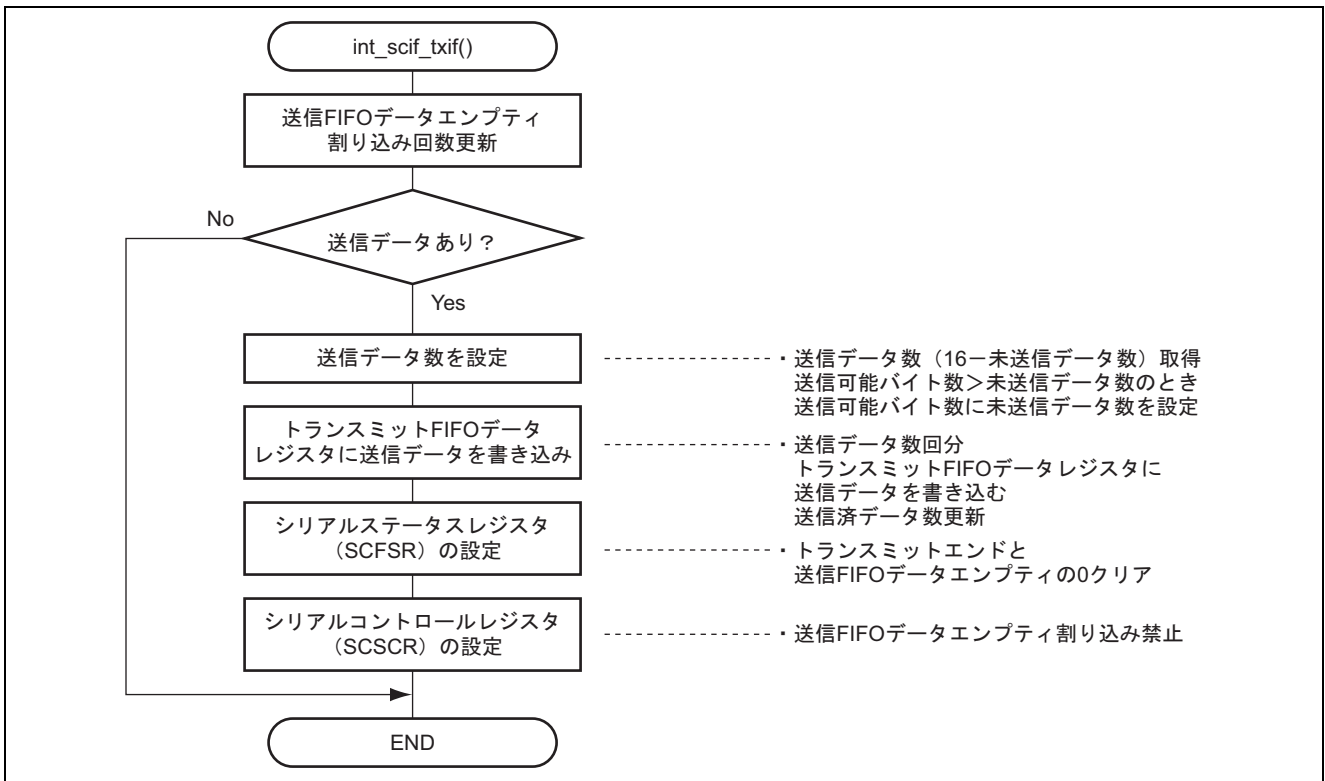 int_scif_txif()
送信FIFOデータエンプティ
割り込み回数更新
No
送信データあり？
Yes
送信データ数を設定
・送信データ数（16－未送信データ数）取得
送信可能バイト数＞未送信データ数のとき
送信可能バイト数に未送信データ数を設定
トランスミットFIFOデータ
レジスタに送信データを書き込み
・送信データ数回分
トランスミットFIFOデータレジスタに
送信データを書き込む
送信済データ数更新
シリアルステータスレジスタ
（SCFSR）の設定
・トランスミットエンドと
送信FIFOデータエンプティの0クリア
シリアルコントロールレジスタ
（SCSCR）の設定
・送信FIFOデータエンプティ割り込み禁止
END